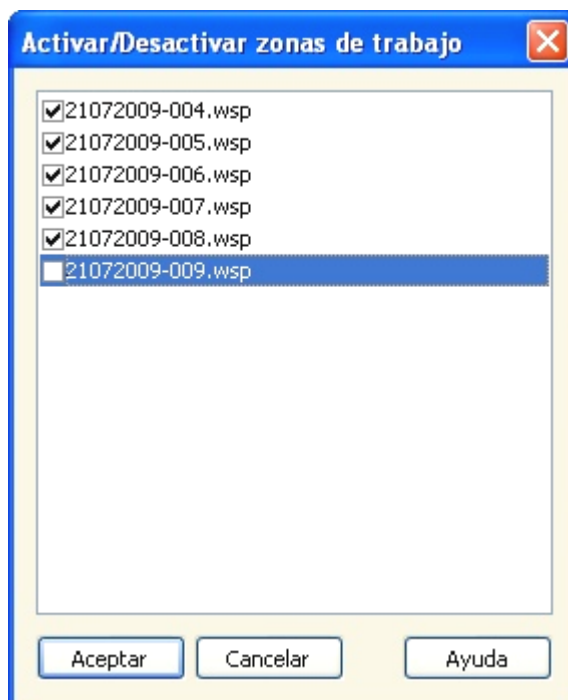 Activar/Desactivar zonas de trabajo
21072009-004.wsp
21072009-005.wsp
21072009-006.wsp
21072009-007.wsp
21072009-008.wsp
21072009-009.wsp
Aceptar Cancelar Ayuda